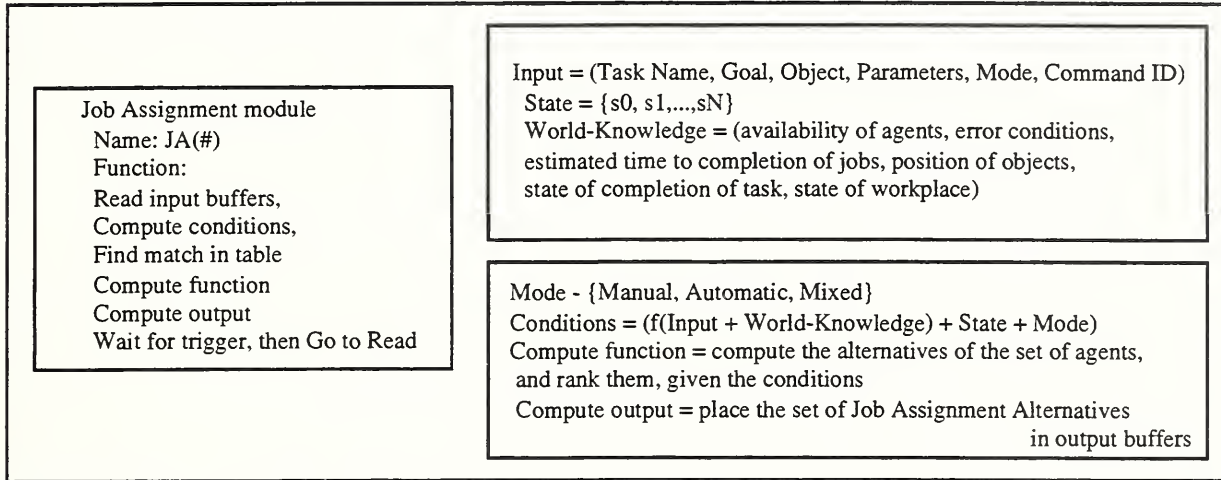 Job Assignment module
Name: JA(#)
Function:
Read input buffers,
Compute conditions,
Find match in table
Compute function
Compute output
Wait for trigger, then Go to Read
Input = (Task Name, Goal, Object, Parameters, Mode, Command ID)
State = {s0, s1,...,sN}
World-Knowledge = (availability of agents, error conditions,
estimated time to completion of jobs, position of objects,
state of completion of task, state of workplace)
Mode - {Manual, Automatic, Mixed}
Conditions = (f(Input + World-Knowledge) + State + Mode)
Compute function = compute the alternatives of the set of agents,
and rank them, given the conditions
Compute output = place the set of Job Assignment Alternatives
in output buffers